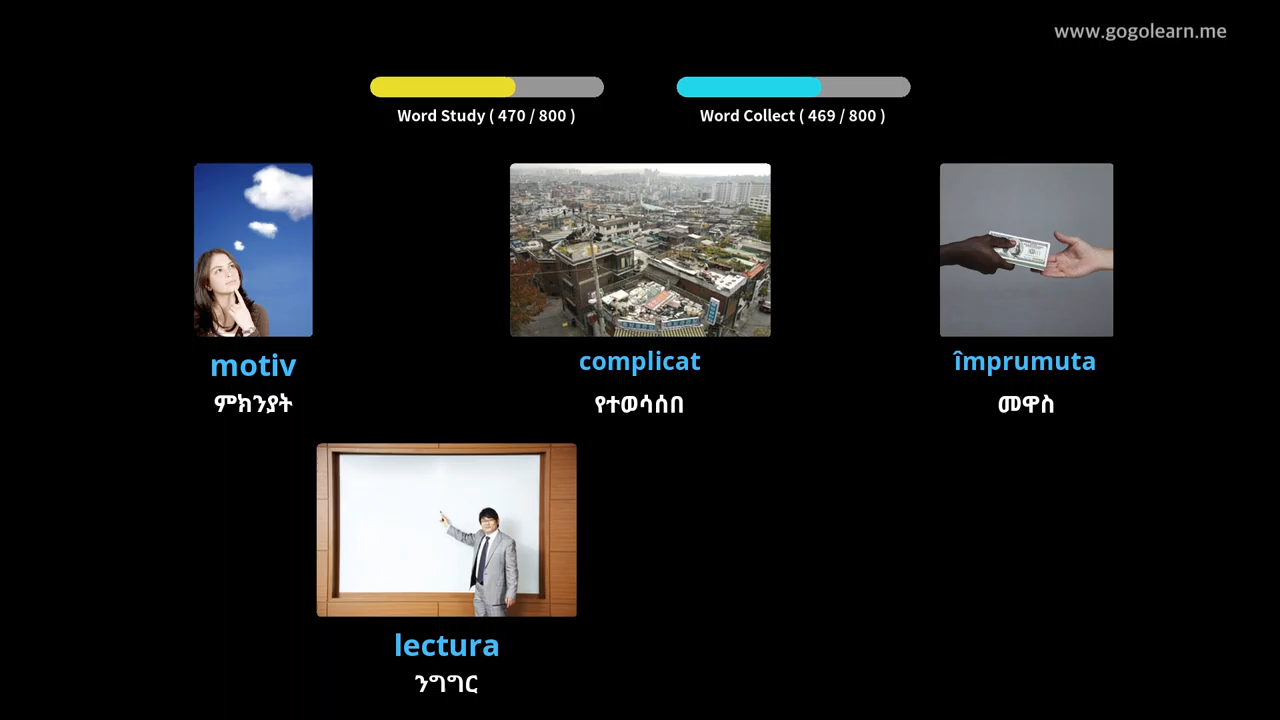 www.gogolearn.me
Word Study ( 470 / 800 )
Word Collect ( 469 / 800 )
motiv
ምክንያት
complicat
የተወሳሰበ
împrumuta
መዋስ
lectura
ንግግር